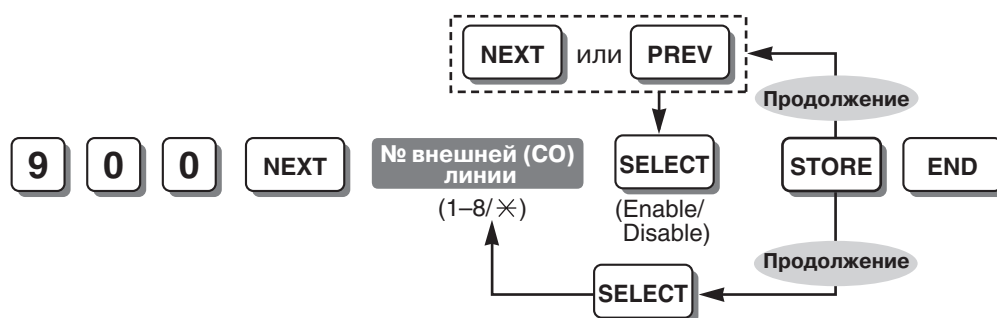 NEXT или PREV
Продолжение
9 0 0 NEXT
№ внешней (CO)
линии
(1–8/✳)
SELECT
(Enable/
Disable)
STORE
END
Продолжение
SELECT